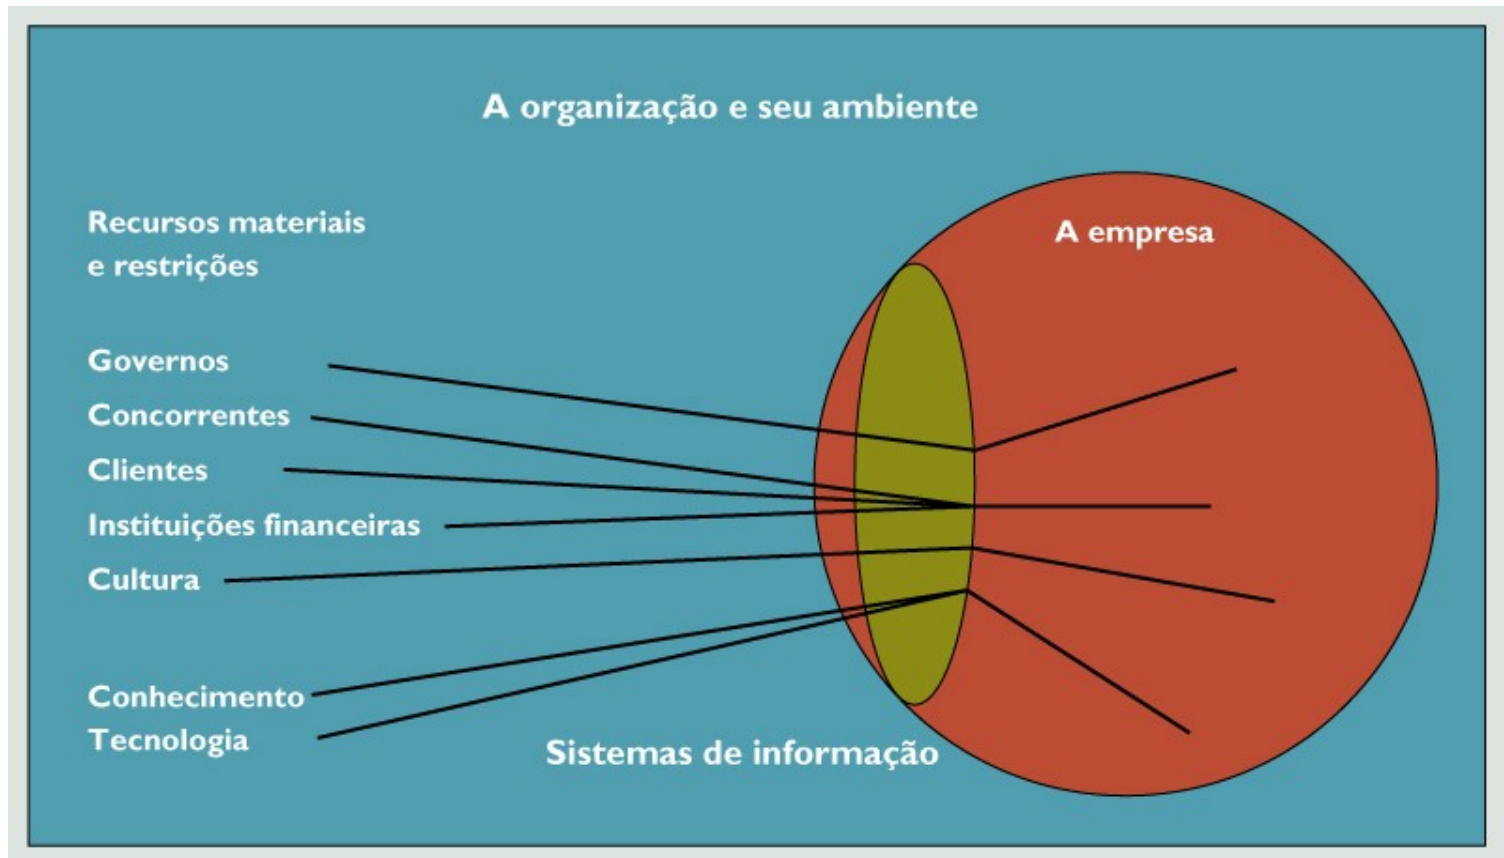 A organização e seu ambiente
Recursos materiais
e restrições
A empresa
Governos
Concorrentes
Clientes
Instituições financeiras
Cultura
Conhecimento
Tecnologia
Sistemas de informação